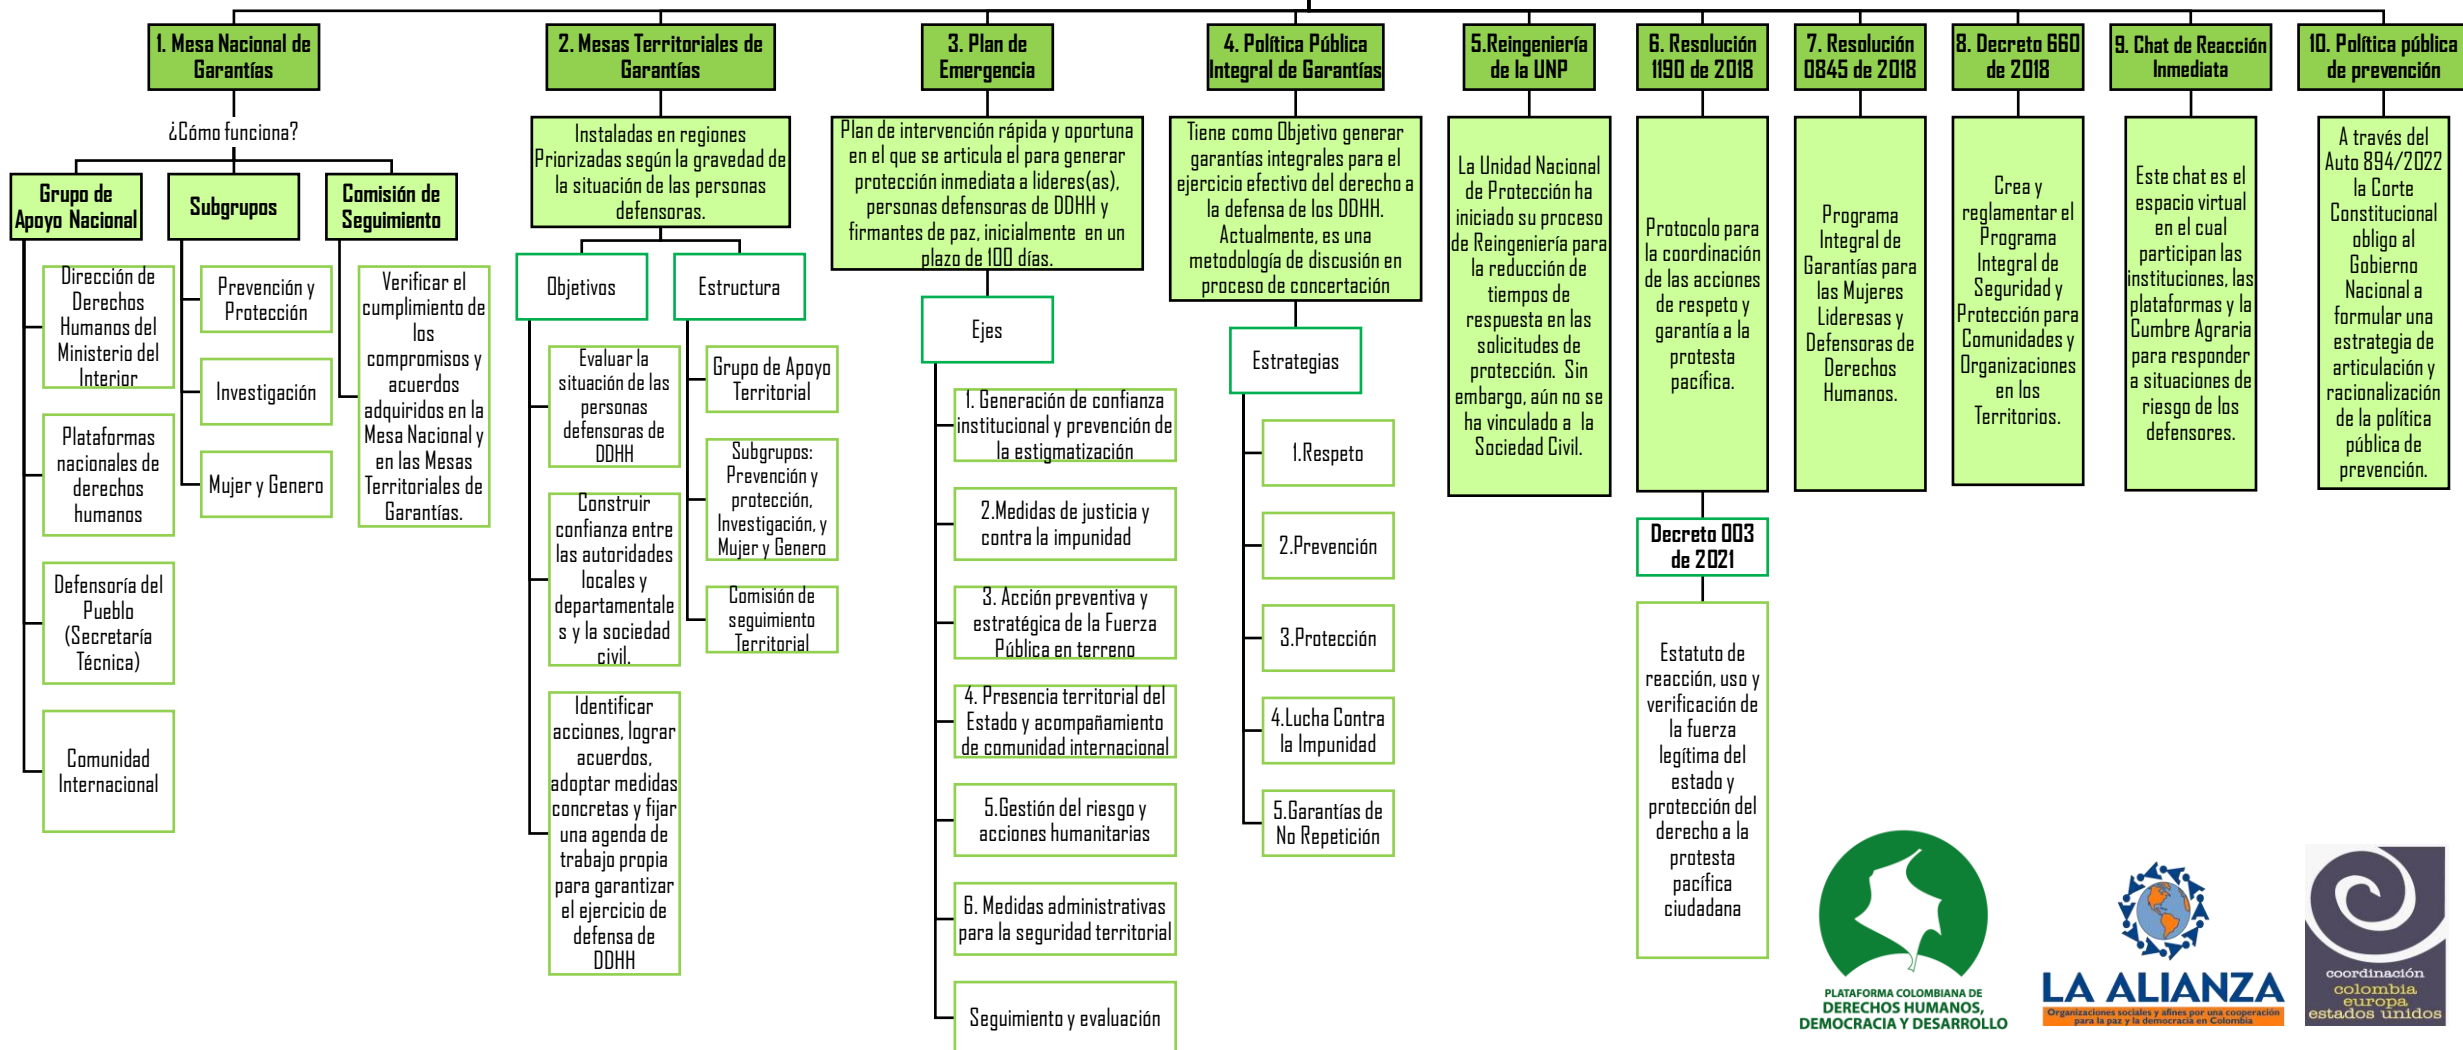 1. Mesa Nacional de
Garantías
¿Cómo funciona?
Grupo de
Apoyo Nacional
Dirección de
Derechos
Humanos del
Ministerio del
Interior
Plataformas
nacionales de
derechos
humanos
Defensoría del
Pueblo
(Secretaría
Técnica)
Comunidad
Internacional
Subgrupos
Prevención y
Protección
Investigación
Mujer y Genero
Comisión de
Seguimiento
Verificar el
cumplimiento de
los
compromisos y
acuerdos
adquiridos en la
Mesa Nacional y
en las Mesas
Territoriales de
Garantías.
2. Mesas Territoriales de
Garantías
Instaladas en regiones
Priorizadas según la gravedad de
la situación de las personas
defensoras.
Objetivos
Evaluar la
situación de las
personas
defensoras de
DDHH
Construir
confianza entre
las autoridades
locales y
departamentale
s y la sociedad
civil.
Identificar
acciones, lograr
acuerdos,
adoptar medidas
concretas y fijar
una agenda de
trabajo propia
para garantizar
el ejercicio de
defensa de
DDHH
Estructura
Grupo de Apoyo
Territorial
Subgrupos:
Prevención y
protección,
Investigación, y
Mujer y Genero
Comisión de
seguimiento
Territorial
3. Plan de
Emergencia
Plan de intervención rápida y oportuna
en el que se articula el para generar
protección inmediata a lideres(as),
personas defensoras de DDHH y
firmantes de paz, inicialmente en un
plazo de 100 días.
Ejes
1. Generación de confianza
institucional y prevención de
la estigmatización
2.Medidas de justicia y
contra la impunidad
3. Acción preventiva y
estratégica de la Fuerza
Pública en terreno
4. Presencia territorial del
Estado y acompañamiento
de comunidad internacional
5.Gestión del riesgo y
acciones humanitarias
6. Medidas administrativas
para la seguridad territorial
Seguimiento y evaluación
4. Política Pública
Integral de Garantías
Tiene como Objetivo generar
garantías integrales para el
ejercicio efectivo del derecho a
la defensa de los DDHH.
Actualmente, es una
metodología de discusión en
proceso de concertación
Estrategias
1.Respeto
2.Prevención
3.Protección
4.Lucha Contra
la Impunidad
5.Garantías de
No Repetición
5.Reingeniería
de la UNP
La Unidad Nacional
de Protección ha
iniciado su proceso
de Reingeniería para
la reducción de
tiempos de
respuesta en las
solicitudes de
protección. Sin
embargo, aún no se
ha vinculado a la
Sociedad Civil.
6. Resolución
1190 de 2018
Protocolo para
la coordinación
de las acciones
de respeto y
garantía a la
protesta
pacífica.
Decreto 003
de 2021
Estatuto de
reacción, uso y
verificación de
la fuerza
legítima del
estado y
protección del
derecho a la
protesta
pacífica
ciudadana
7. Resolución
0845 de 2018
Programa
Integral de
Garantías para
las Mujeres
Lideresas y
Defensoras de
Derechos
Humanos.
8. Decreto 660
de 2018
Crea y
reglamentar el
Programa
Integral de
Seguridad y
Protección para
Comunidades y
Organizaciones
en los
Territorios.
9. Chat de Reacción
Inmediata
Este chat es el
espacio virtual
en el cual
participan las
instituciones, las
plataformas y la
Cumbre Agraria
para responder
a situaciones de
riesgo de los
defensores.
10. Política pública
de prevención
A través del
Auto 894/2022
la Corte
Constitucional
obligo al
Gobierno
Nacional a
formular una
estrategia de
articulación y
racionalización
de la política
pública de
prevención.
PLATAFORMA COLOMBIANA DE
DERECHOS HUMANOS,
DEMOCRACIA Y DESARROLLO
LA ALIANZA
Organizaciones sociales y afines por una cooperación
para la paz y la democracia en Colombia
coordinación
colombia
europa
estados unidos